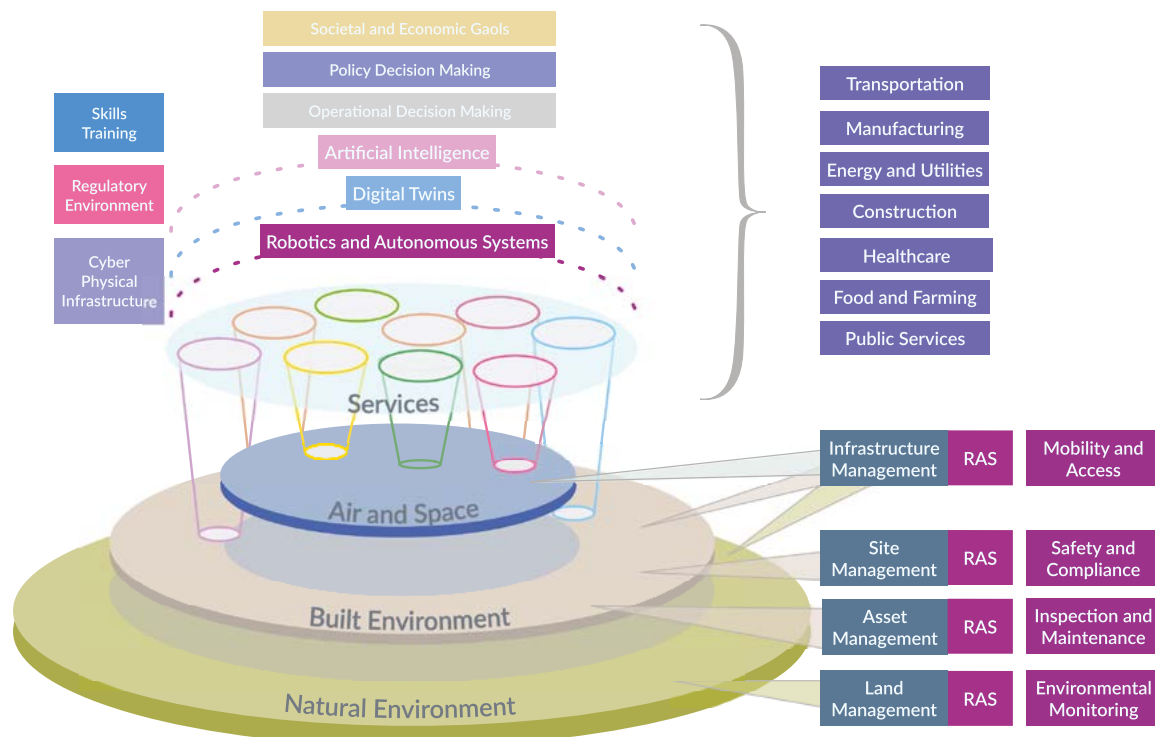 Societal and Economic Gaols
Policy Decision Making
Operational Decision Making
Artificial Intelligence
Digital Twins
Robotics and Autonomous Systems
Skills
Training
Regulatory
Environment
Cyber
Physical
Infrastructure
Services
Air and Space
Built Environment
Natural Environment
Transportation
Manufacturing
Energy and Utilities
Construction
Healthcare
Food and Farming
Public Services
Infrastructure
Management
RAS
Mobility and
Access
Site
Management
RAS
Safety and
Compliance
Asset
Management
RAS
Inspection and
Maintenance
Land
Management
RAS
Environmental
Monitoring